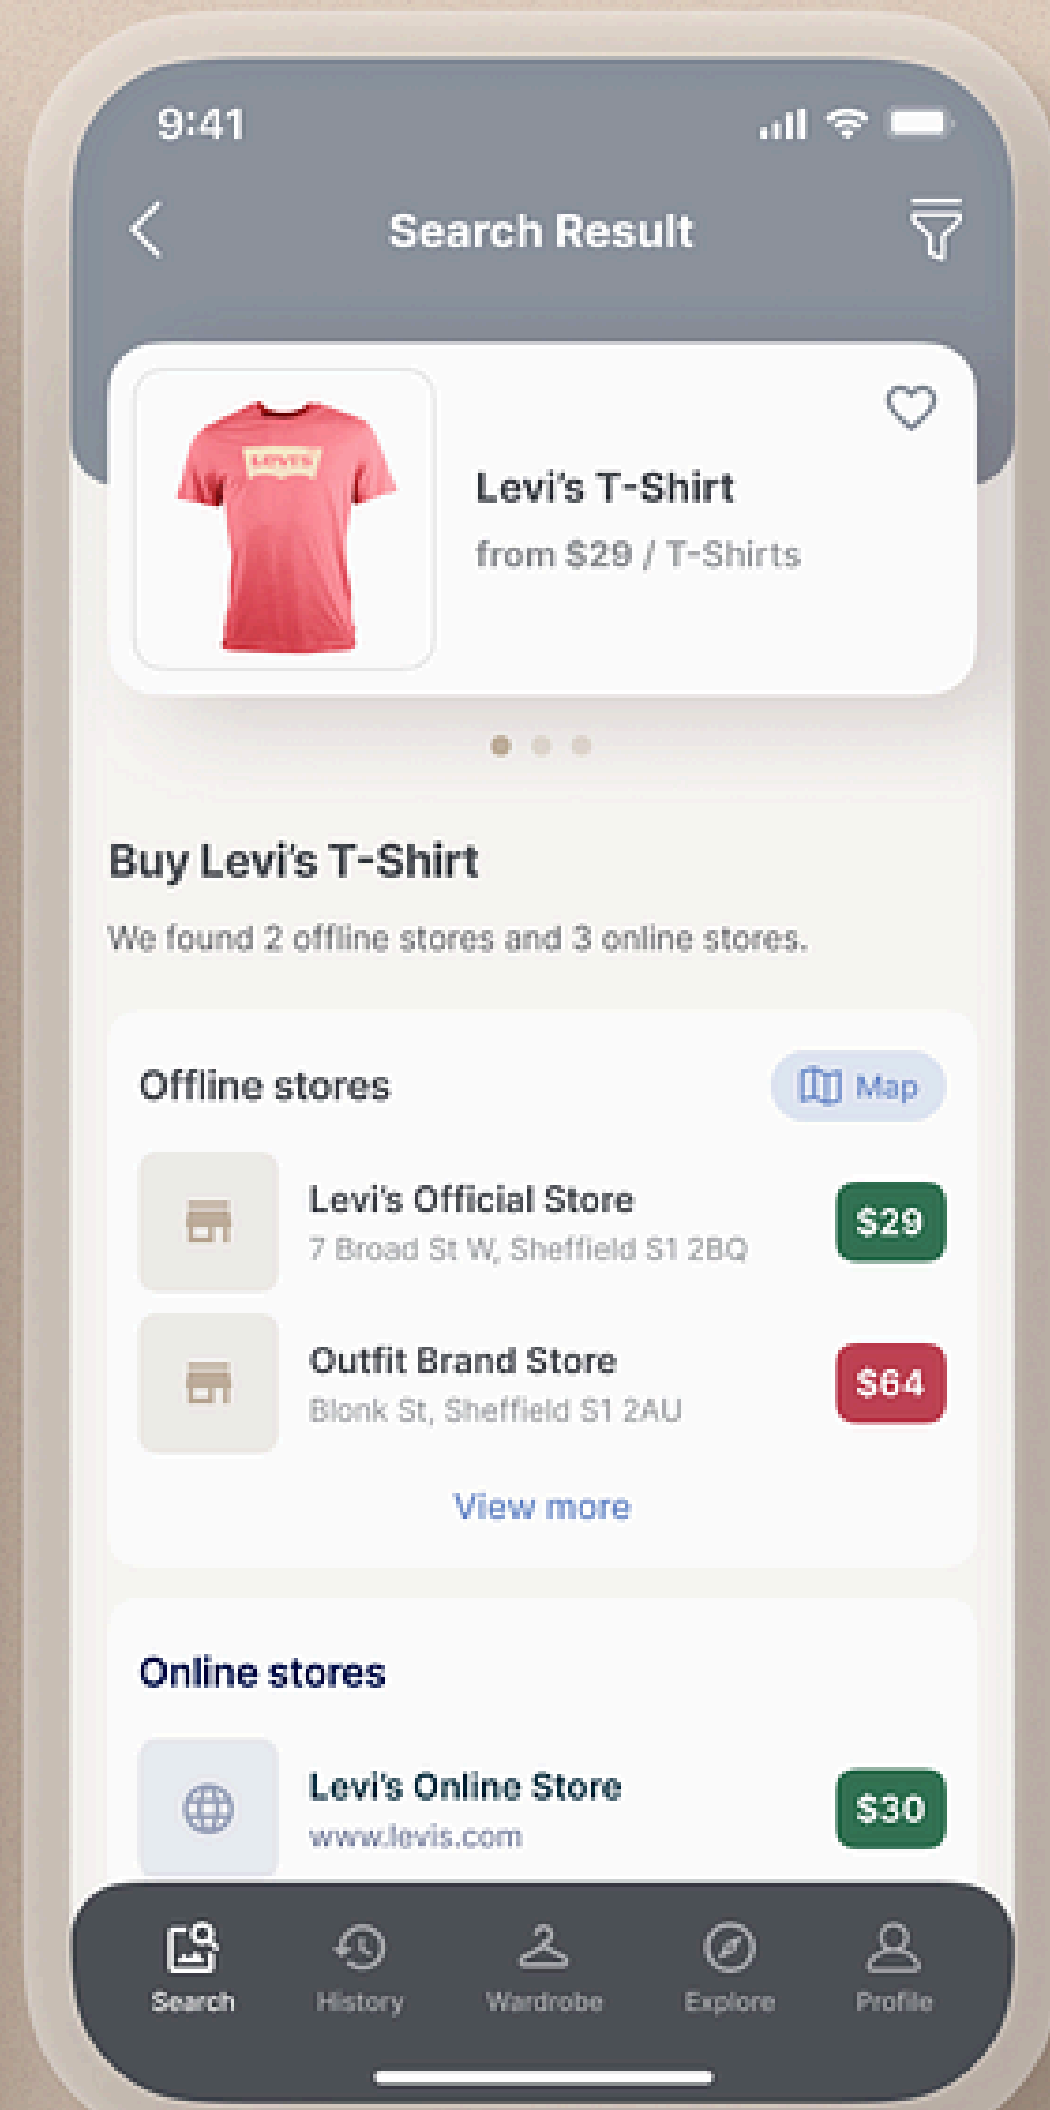 9:41
Search Result
LEVI'S
Levi's T-Shirt
from $29 / T-Shirts
Buy Levi's T-Shirt
We found 2 offline stores and 3 online stores.
Offline stores
Map
Levi's Official Store
7 Broad St W, Sheffield S1 2BQ
$29
Outfit Brand Store
Blonk St, Sheffield S1 2AU
$64
View more
Online stores
Levi's Online Store
www.levis.com
$30
Search
History
Wardrobe
Explore
Profile